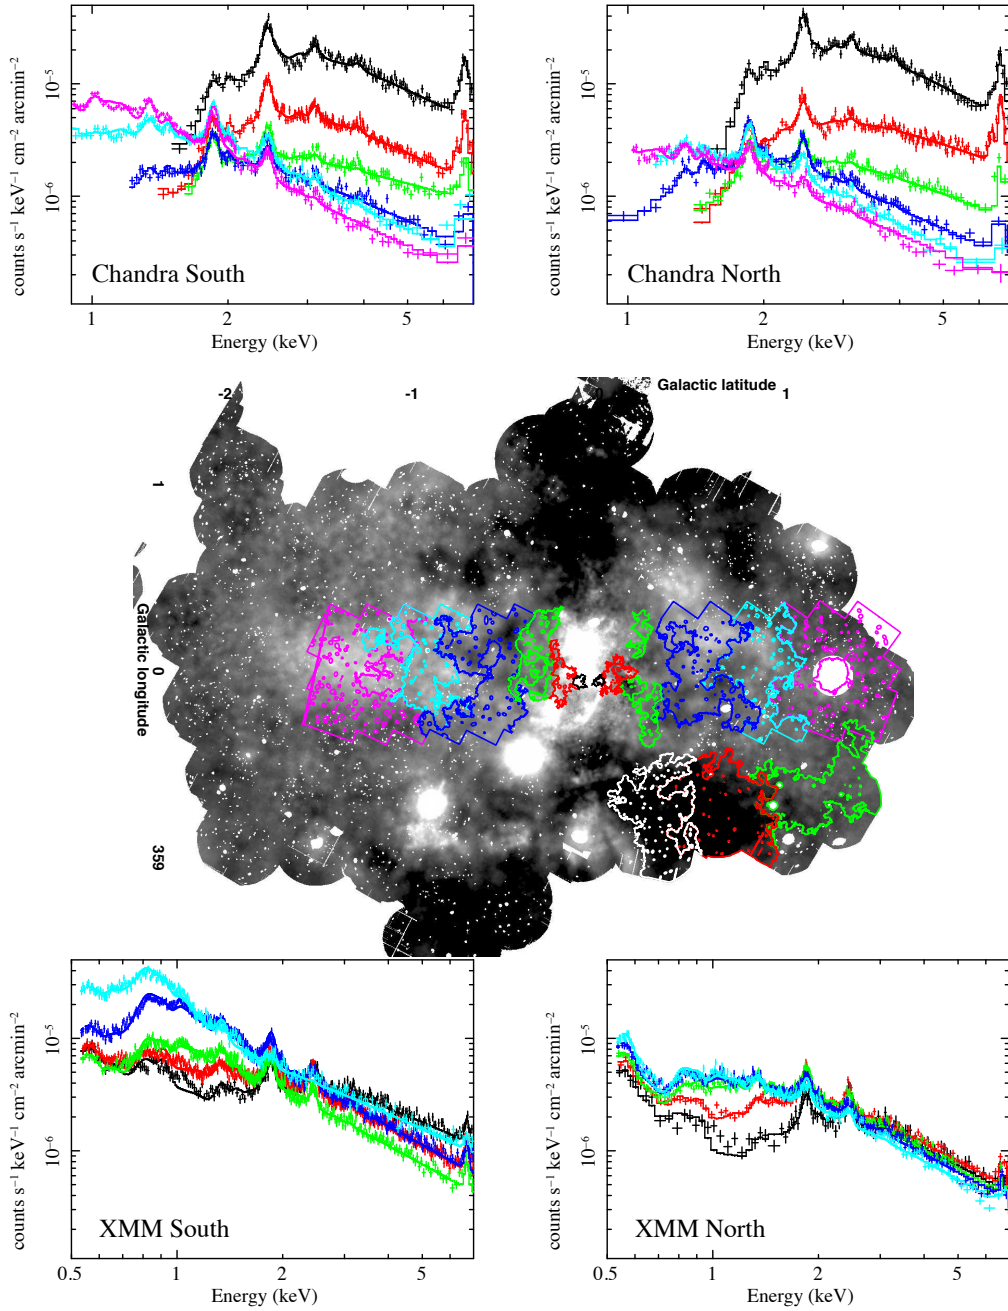 counts s⁻¹ keV⁻¹ cm⁻² arcmin⁻²
10⁻⁵
10⁻⁶
Chandra South
1
2
5
Energy (keV)
counts s⁻¹ keV⁻¹ cm⁻² arcmin⁻²
10⁻⁵
10⁻⁶
Chandra North
1
2
5
Energy (keV)
Galactic latitude
-2
-1
0
1
Galactic longitude
1
0
359
counts s⁻¹ keV⁻¹ cm⁻² arcmin⁻²
10⁻⁵
10⁻⁶
XMM South
0.5
1
2
5
Energy (keV)
counts s⁻¹ keV⁻¹ cm⁻² arcmin⁻²
10⁻⁵
10⁻⁶
XMM North
0.5
1
2
5
Energy (keV)